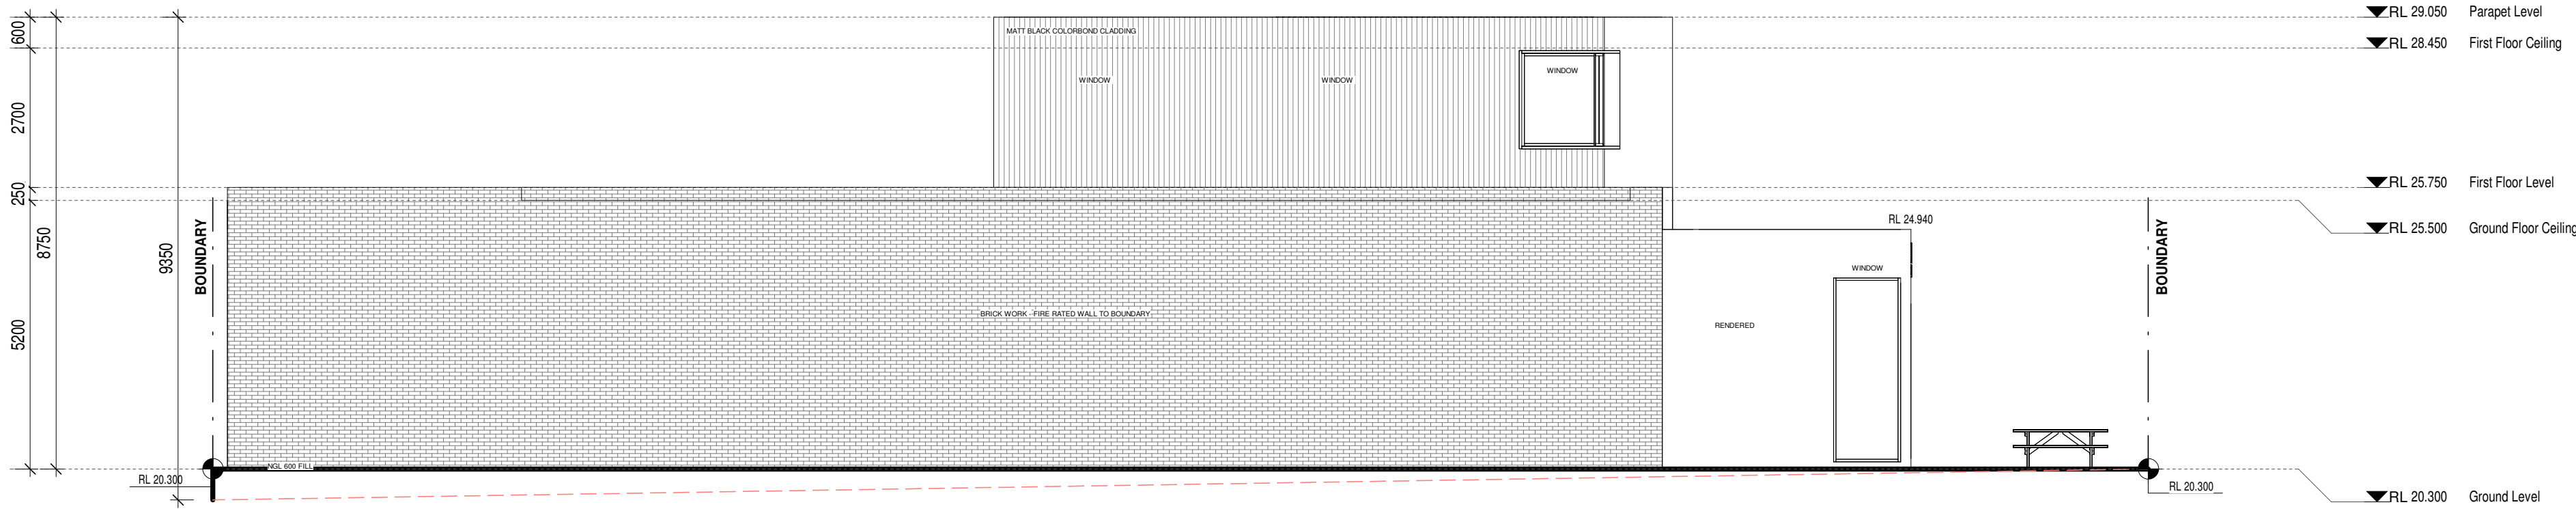 RL 29.050 Parapet Level
600
MATT BLACK COLORBOND CLADDING
RL 28.450 First Floor Ceiling
WINDOW
WINDOW
WINDOW
2700
RL 25.750 First Floor Level
250
RL 24.940
RL 25.500 Ground Floor Ceiling
8750
9350
BOUNDARY
BOUNDARY
WINDOW
BRICK WORK - FIRE RATED WALL TO BOUNDARY
RENDERED
5200
NGL 600 FILL
RL 20.300
RL 20.300
RL 20.300 Ground Level